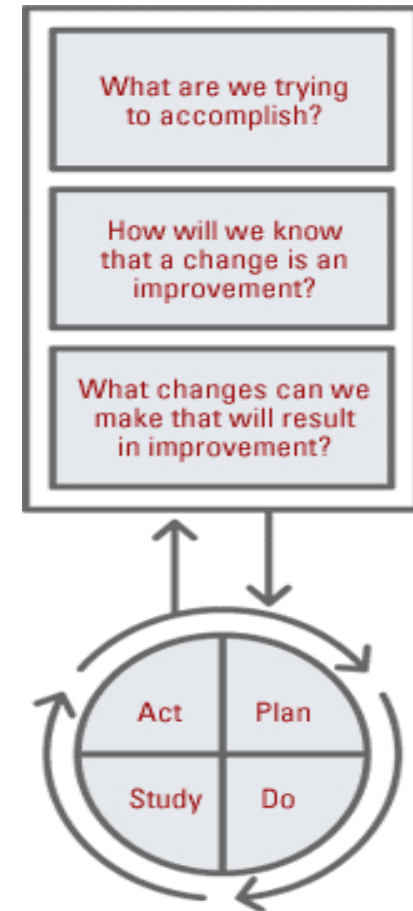 What are we trying
to accomplish?
How will we know
that a change is an
improvement?
What changes can we
make that will result
in improvement?
Act
Plan
Study
Do